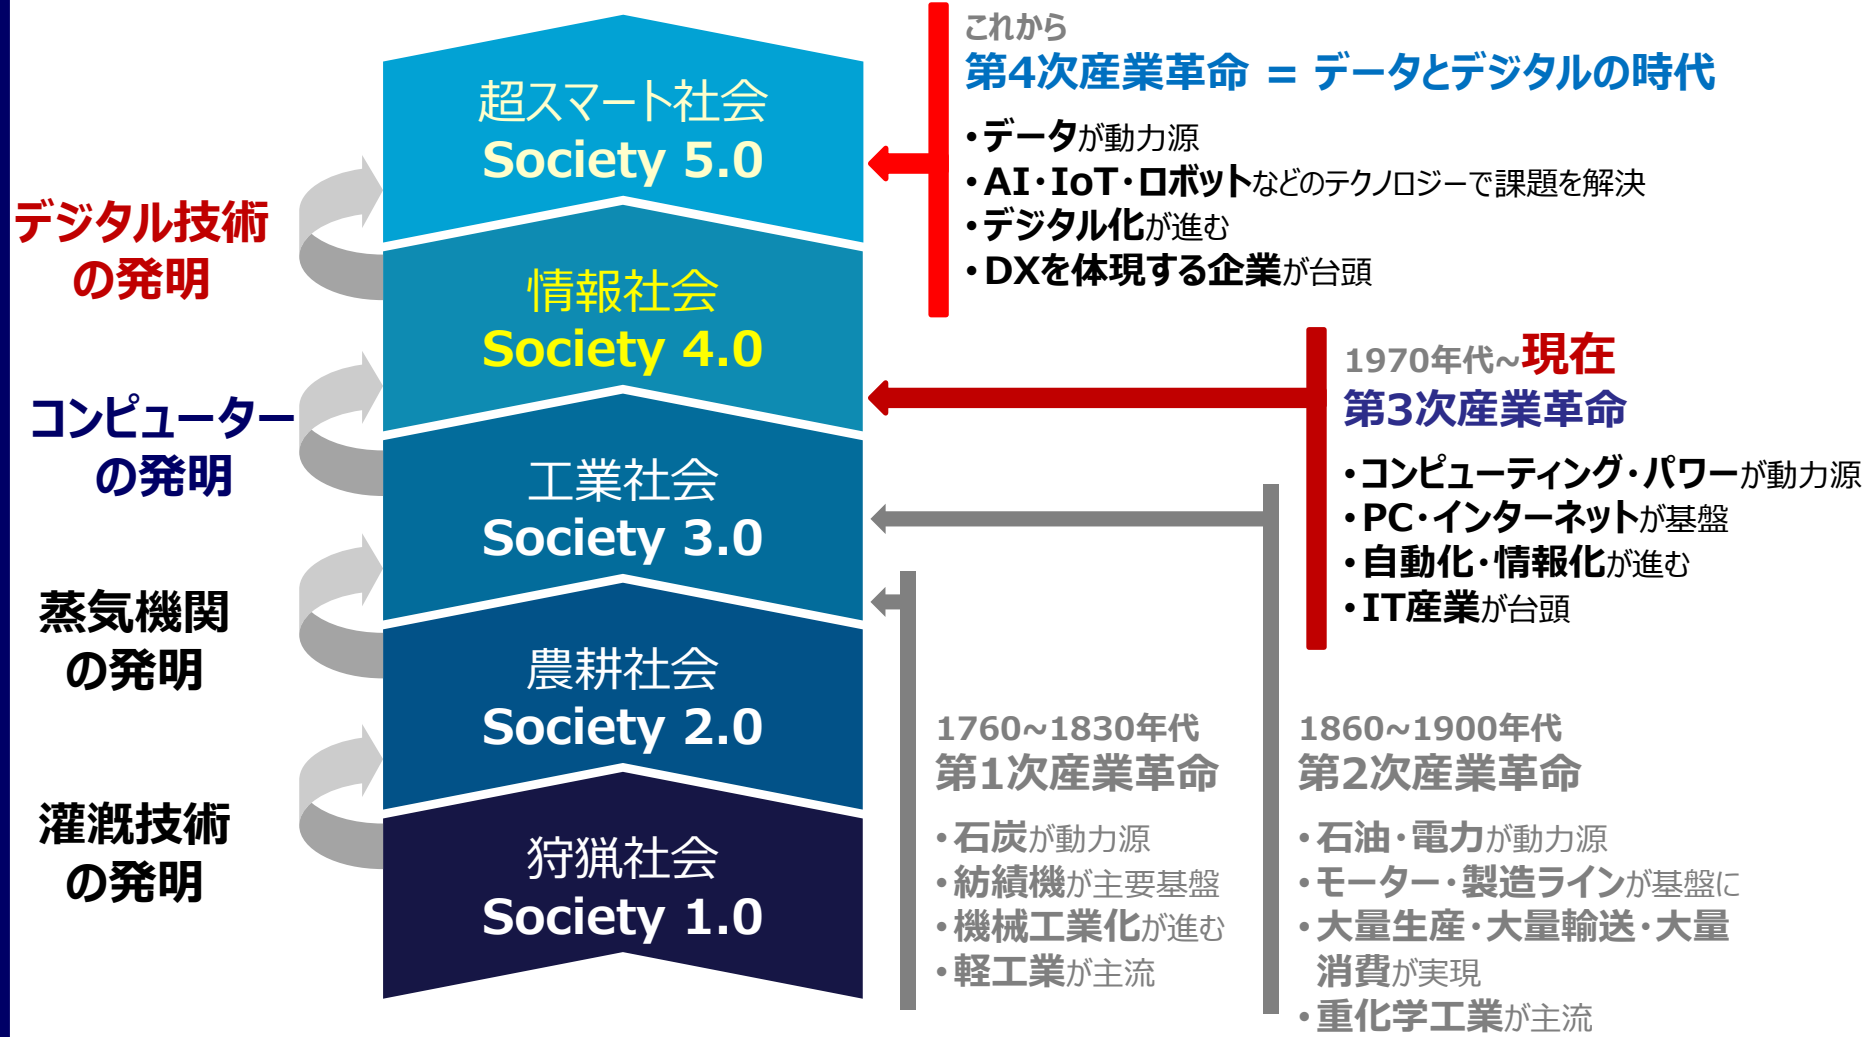 超スマート社会
Society 5.0
情報社会
Society 4.0
工業社会
Society 3.0
農耕社会
Society 2.0
狩猟社会
Society 1.0
デジタル技術
の発明
コンピューター
の発明
蒸気機関
の発明
灌漑技術
の発明
これから
第4次産業革命 = データとデジタルの時代
・データが動力源
・AI・IoT・ロボットなどのテクノロジーで課題を解決
・デジタル化が進む
・DXを体現する企業が台頭
1970年代~現在
第3次産業革命
・コンピューティング・パワーが動力源
・PC・インターネットが基盤
・自動化・情報化が進む
・IT産業が台頭
1760~1830年代
第1次産業革命
・石炭が動力源
・紡績機が主要基盤
・機械工業化が進む
・軽工業が主流
1860~1900年代
第2次産業革命
・石油・電力が動力源
・モーター・製造ラインが基盤に
・大量生産・大量輸送・大量
消費が実現
・重化学工業が主流